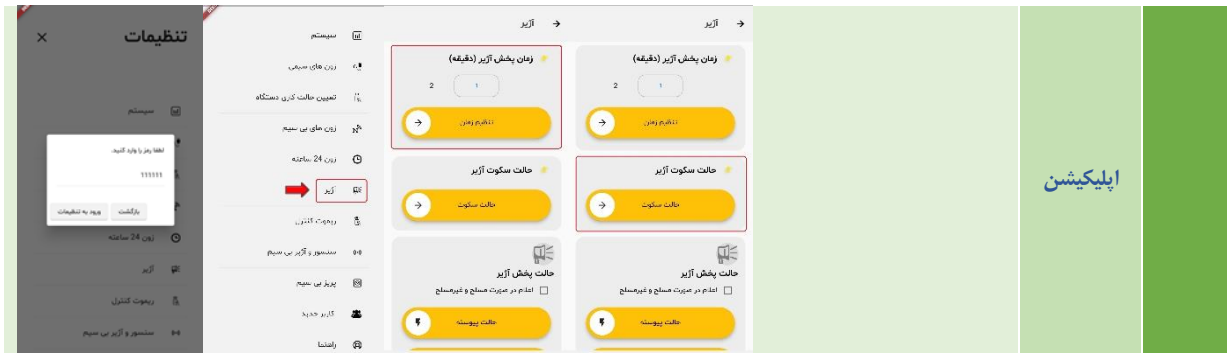 اپلیکیشن
آژیر
زمان پخش آژیر (دقیقه)
۱
2
تنظیم زمان
حالت سکوت آژیر
حالت سکوت
حالت پخش آژیر
اعلام در صورت مسلح و غیرمسلح
حالت پیوسته
آژیر
زمان پخش آژیر (دقیقه)
۱
2
تنظیم زمان
حالت سکوت آژیر
حالت سکوت
حالت پخش آژیر
اعلام در صورت مسلح و غیرمسلح
حالت پیوسته
سیستم
زون های سیمی
تعیین حالت کاری دستگاه
زون های بی سیم
زون 24 ساعته
آژیر
ریموت کنترل
سنسور و آژیر بی سیم
پریز بی سیم
کاربر جدید
راهنما
تنظیمات
سیستم
لطفا رمز را وارد کنید.
111111
بازگشت
ورود به تنظیمات
زون 24 ساعته
آژیر
ریموت کنترل
سنسور و آژیر بی سیم